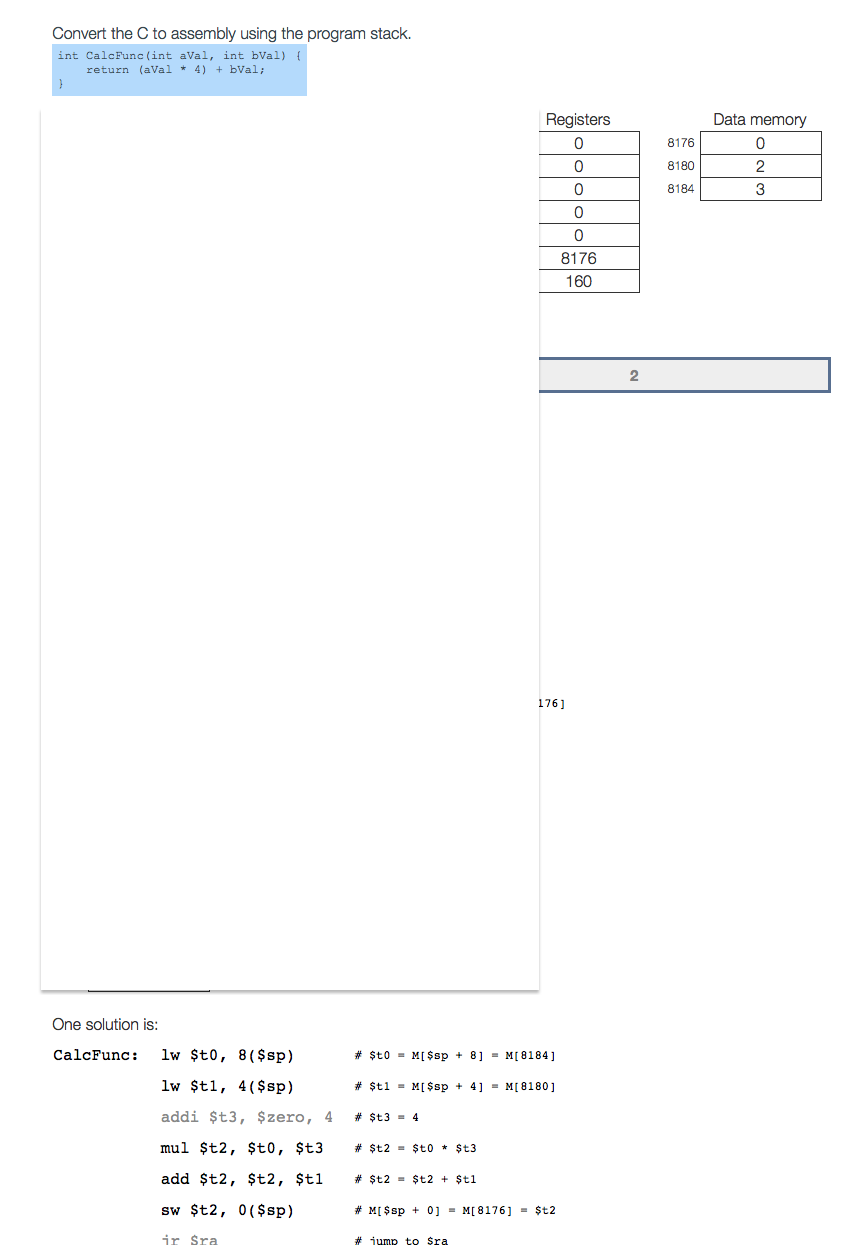 Convert the C to assembly using the program stack.
int CalcFunc(int aVal, int bVal) {
return (aVal * 4) + bVal;
}
Registers Data memory
0 8176 0
0 8180 2
0 8184 3
0
0
8176
160
2
176]
One solution is:
CalcFunc: lw $t0, 8($sp) # $t0 = M[$sp + 8] = M[8184]
lw $t1, 4($sp) # $t1 = M[$sp + 4] = M[8180]
addi $t3, $zero, 4 # $t3 = 4
mul $t2, $t0, $t3 # $t2 = $t0 * $t3
add $t2, $t2, $t1 # $t2 = $t2 + $t1
sw $t2, 0($sp) # M[$sp + 0] = M[8176] = $t2
jr $ra # jump to $ra